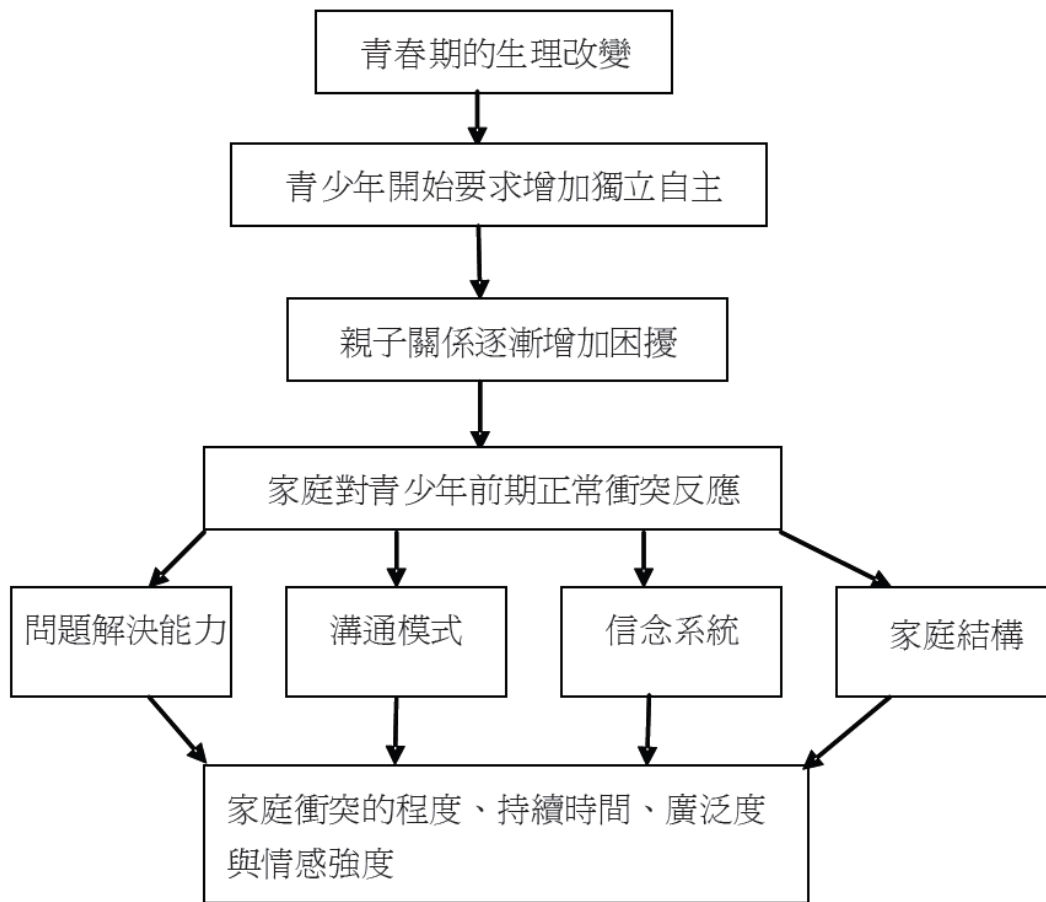 青春期的生理改變
青少年開始要求增加獨立自主
親子關係逐漸增加困擾
家庭對青少年前期正常衝突反應
問題解決能力
溝通模式
信念系統
家庭結構
家庭衝突的程度、持續時間、廣泛度
與情感強度